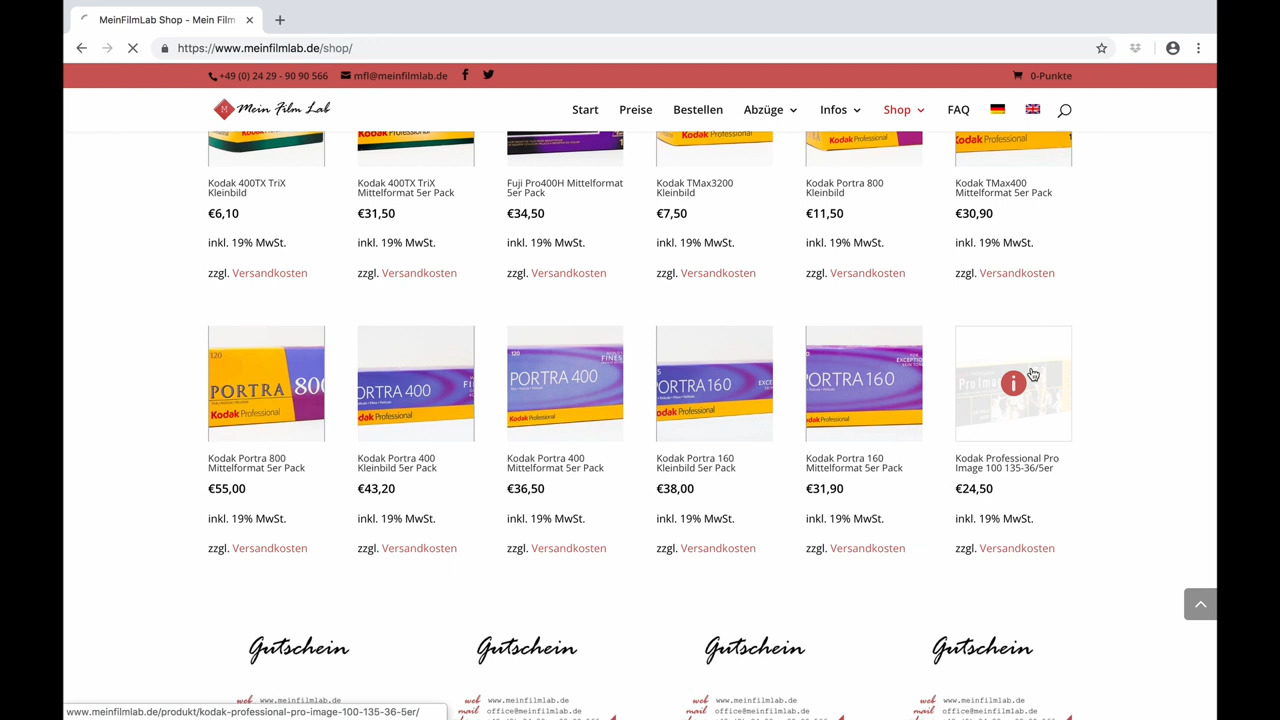 MeinFilmLab Shop - Mein Film
https://www.meinfilmlab.de/shop/
+49 (0) 24 29 - 90 90 566 mfl@meinfilmlab.de 0-Punkte
Mein Film Lab Start Preise Bestellen Abzüge Infos Shop FAQ
Kodak 400TX TriX Kleinbild
€6,10
inkl. 19% MwSt.
zzgl. Versandkosten
Kodak 400TX TriX
Mittelformat 5er Pack
€31,50
inkl. 19% MwSt.
zzgl. Versandkosten
Fuji Pro400H Mittelformat
5er Pack
€34,50
inkl. 19% MwSt.
zzgl. Versandkosten
Kodak TMax3200
Kleinbild
€7,50
inkl. 19% MwSt.
zzgl. Versandkosten
Kodak Portra 800
Kleinbild
€11,50
inkl. 19% MwSt.
zzgl. Versandkosten
Kodak TMax400
Mittelformat 5er Pack
€30,90
inkl. 19% MwSt.
zzgl. Versandkosten
120
PORTRA 800
Kodak Professional
Kodak Portra 800
Mittelformat 5er Pack
€55,00
inkl. 19% MwSt.
zzgl. Versandkosten
PORTRA 400
Kodak Professional
Kodak Portra 400
Kleinbild 5er Pack
€43,20
inkl. 19% MwSt.
zzgl. Versandkosten
120
FINES
PORTRA 400
Kodak Professional
Kodak Portra 400
Mittelformat 5er Pack
€36,50
inkl. 19% MwSt.
zzgl. Versandkosten
PORTRA 160
Kodak Professional
Kodak Portra 160
Kleinbild 5er Pack
€38,00
inkl. 19% MwSt.
zzgl. Versandkosten
PORTRA 160
Kodak Professional
Kodak Portra 160
Mittelformat 5er Pack
€31,90
inkl. 19% MwSt.
zzgl. Versandkosten
Kodak Professional Pro
Image 100 135-36/5er
€24,50
inkl. 19% MwSt.
zzgl. Versandkosten
Gutschein Gutschein Gutschein Gutschein
web www.meinfilmlab.de web www.meinfilmlab.de web www.meinfilmlab.de web www.meinfilmlab.de
mail office@meinfilmlab.de mail office@meinfilmlab.de mail office@meinfilmlab.de
www.meinfilmlab.de/produkt/kodak-professional-pro-image-100-135-36-5er/